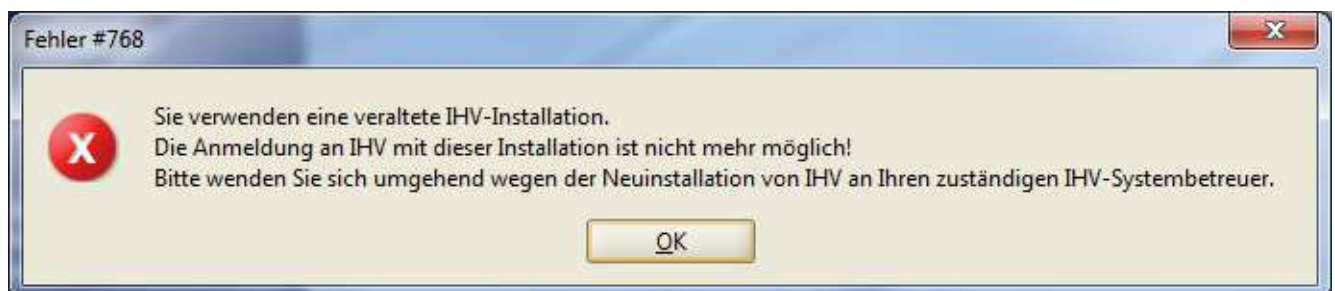 Fehler #768
Sie verwenden eine veraltete IHV-Installation.
Die Anmeldung an IHV mit dieser Installation ist nicht mehr möglich!
Bitte wenden Sie sich umgehend wegen der Neuinstallation von IHV an Ihren zuständigen IHV-Systembetreuer.
OK